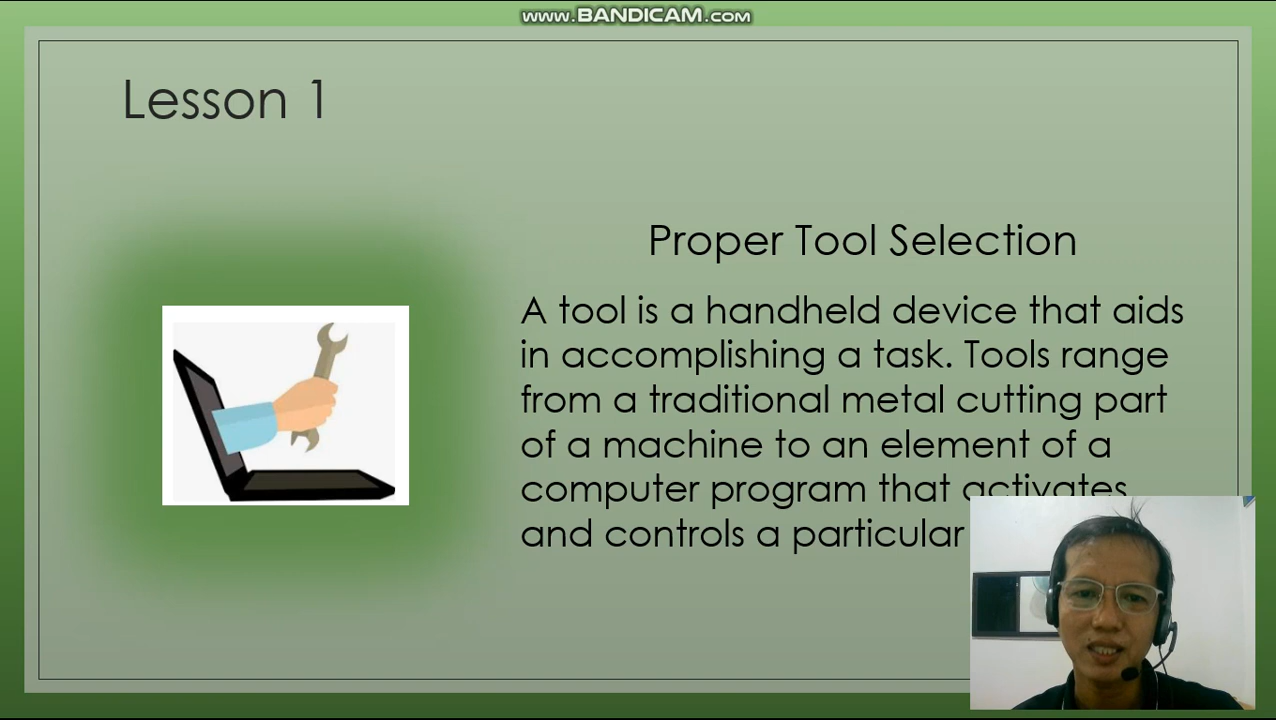 www.BANDICAM.com
Lesson 1
Proper Tool Selection
A tool is a handheld device that aids
in accomplishing a task. Tools range
from a traditional metal cutting part
of a machine to an element of a
computer program that activates
and controls a particular